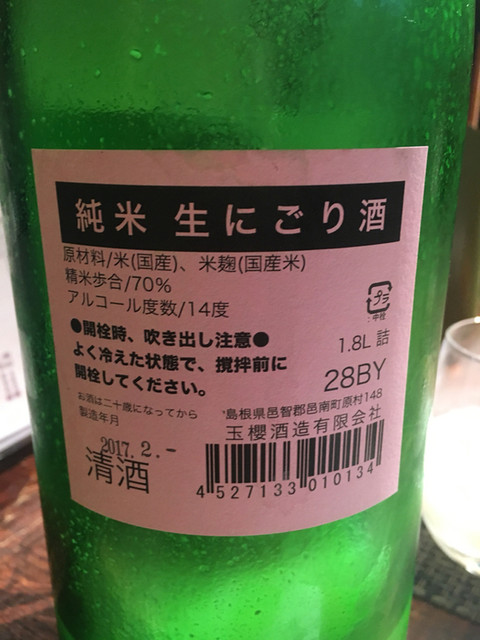 純米 生にごり酒
原材料/米(国産)、米麹(国産米)
精米歩合/70%
アルコール度数/14度
プラ
:中栓
●開栓時、吹き出し注意●
よく冷えた状態で、撹拌前に
開栓してください。
1.8L 詰
28BY
お酒は二十歳になってから
製造年月
2017.2.-
清酒
島根県邑智郡邑南町原村148
玉櫻酒造有限会社
4 527133 010134